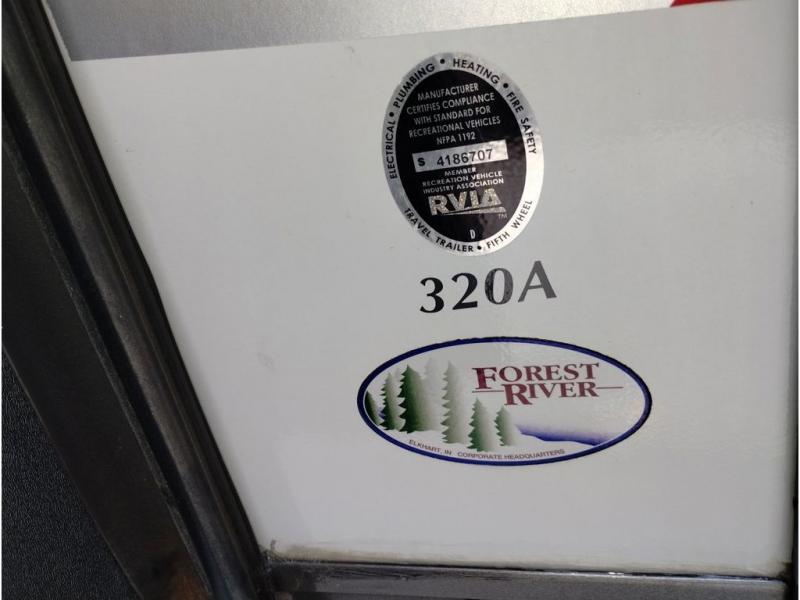 ELECTRICAL • PLUMBING • HEATING • FIRE SAFETY
MANUFACTURER
CERTIFIES COMPLIANCE
WITH STANDARD FOR
RECREATIONAL VEHICLES
NFPA 1192
S 4186707
MEMBER
RECREATION VEHICLE
INDUSTRY ASSOCIATION
RVIA
TM
D
TRAVEL TRAILER • FIFTH WHEEL
320A
FOREST
RIVER
ELKHART, IN CORPORATE HEADQUARTERS